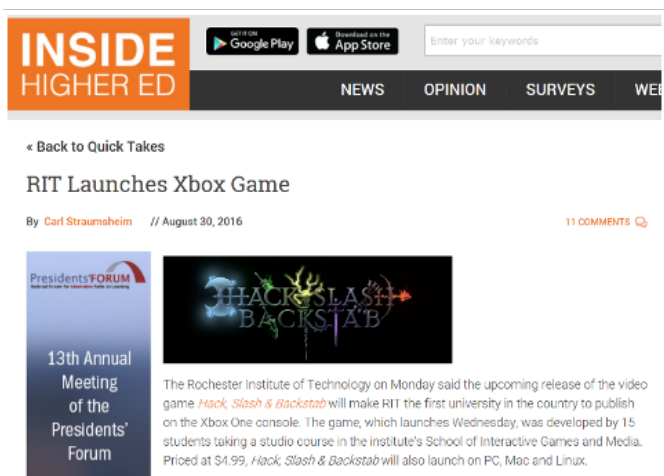 INSIDE
HIGHER ED
GET IT ON
Google Play
Download on the
App Store
Enter your keywords
NEWS
OPINION
SURVEYS
WEB
« Back to Quick Takes
RIT Launches Xbox Game
By Carl Straumsheim // August 30, 2016
11 COMMENTS
Presidents'FORUM
13th Annual
Meeting
of the
Presidents'
Forum
HACK, SLASH
BACKSTAB
The Rochester Institute of Technology on Monday said the upcoming release of the video
game Hack, Slash & Backstab will make RIT the first university in the country to publish
on the Xbox One console. The game, which launches Wednesday, was developed by 15
students taking a studio course in the institute's School of Interactive Games and Media.
Priced at $4.99, Hack, Slash & Backstab will also launch on PC, Mac and Linux.